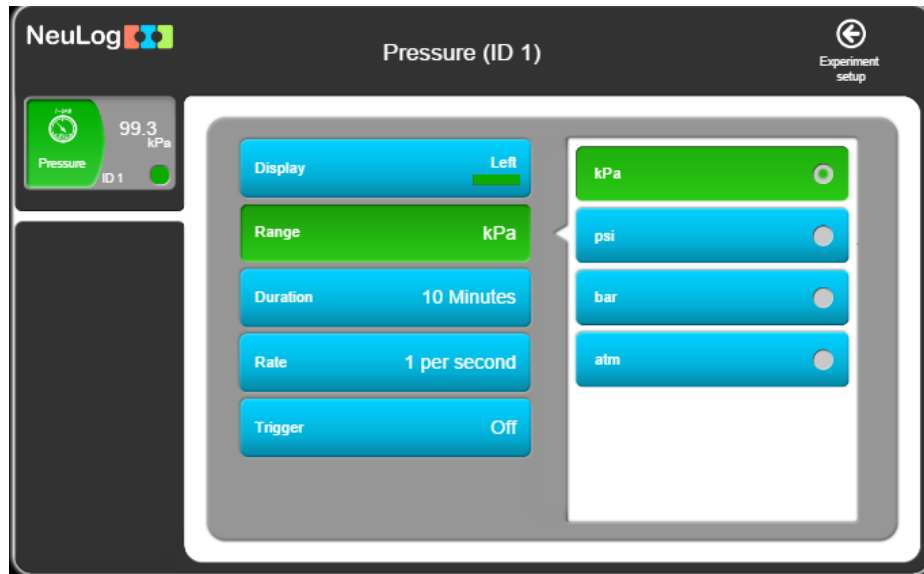 NeuLog
Pressure (ID 1)
Experiment
setup
99.3
kPa
Pressure
ID 1
Display
Left
Range
kPa
Duration
10 Minutes
Rate
1 per second
Trigger
Off
kPa
psi
bar
atm